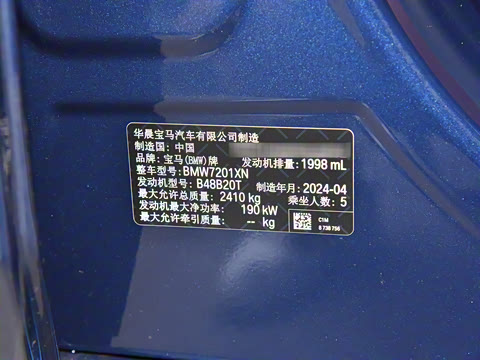 华晨宝马汽车有限公司制造
制造国：中国
品牌：宝马(BMW)牌 发动机排量：1998 mL
整车型号：BMW7201XN
发动机型号：B48B20T 制造年月：2024-04
最大允许总质量：2410 kg 乘坐人数：5
发动机最大净功率：190 kW
最大允许牵引质量：-- kg
C1M
8 738 756